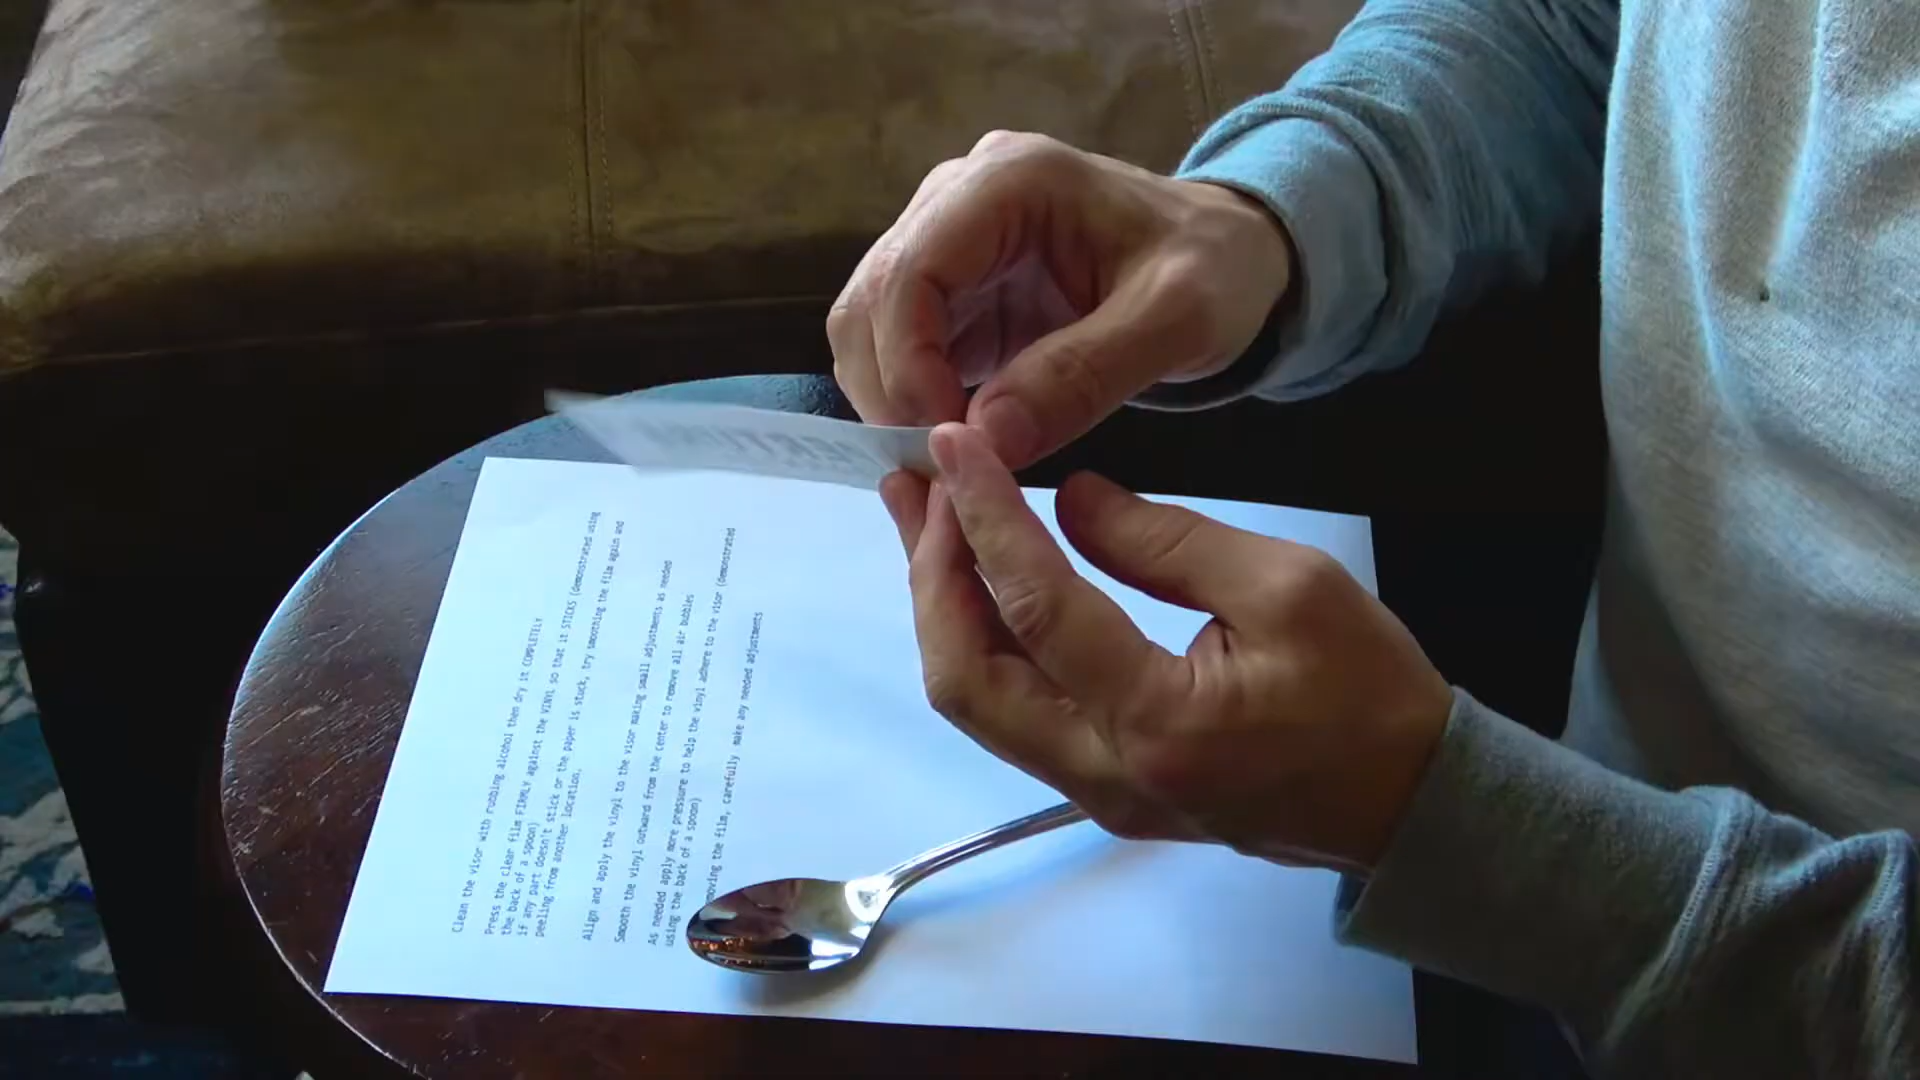 Clean the visor with rubbing alcohol then dry it COMPLETELY
Press the clear film FIRMLY against the VINYL so that it STICKS (demonstrated using
the back of a spoon)
if any part doesn't stick or the paper is stuck, try smoothing the film again and
peeling from another location.
Align and apply the vinyl to the visor making small adjustments as needed
Smooth the vinyl outward from the center to remove all air bubbles
As needed apply more pressure to help the vinyl adhere to the visor (demonstrated
using the back of a spoon)
the film, carefully make any needed adjustments